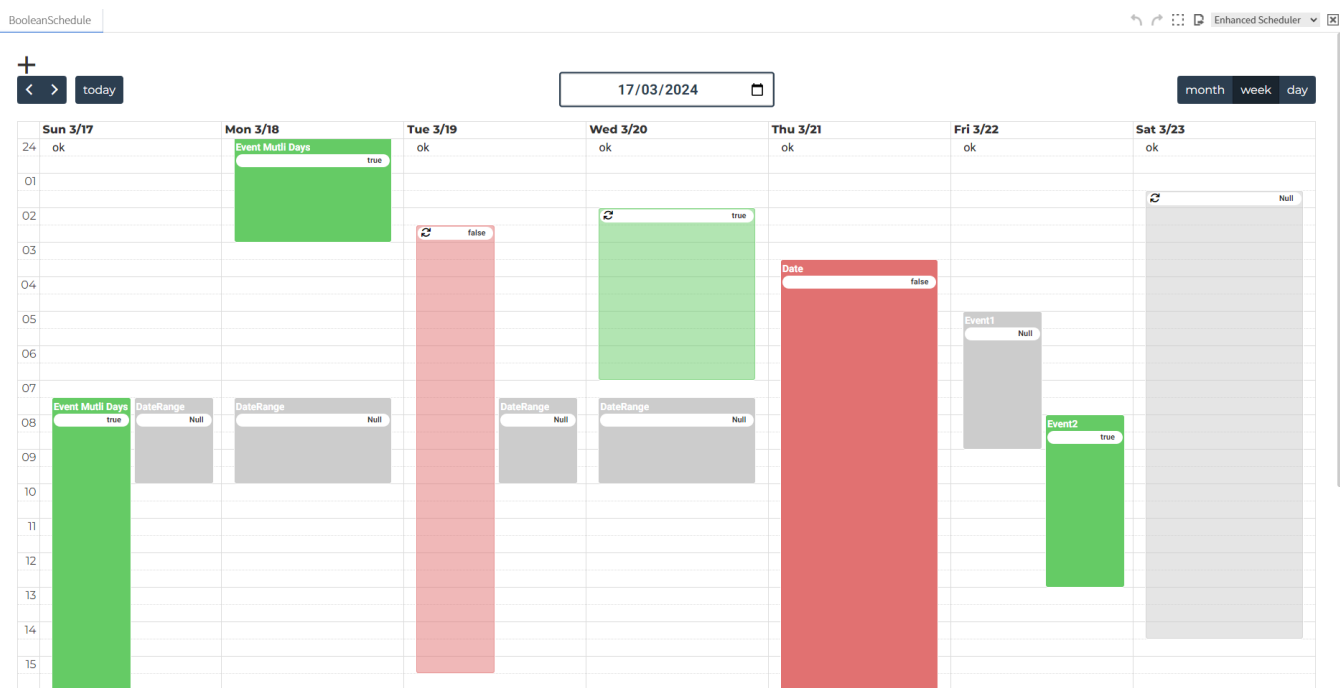 BooleanSchedule
Enhanced Scheduler
today
17/03/2024
month week day
Sun 3/17 Mon 3/18 Tue 3/19 Wed 3/20 Thu 3/21 Fri 3/22 Sat 3/23
24 ok Event Mutli Days ok ok ok ok ok
true
01
Null
02 true
false
03
Date
04 false
05 Event1
Null
06
07
Event Mutli Days DateRange DateRange DateRange DateRange
08 true Null Null Null Null Event2
true
09
10
11
12
13
14
15